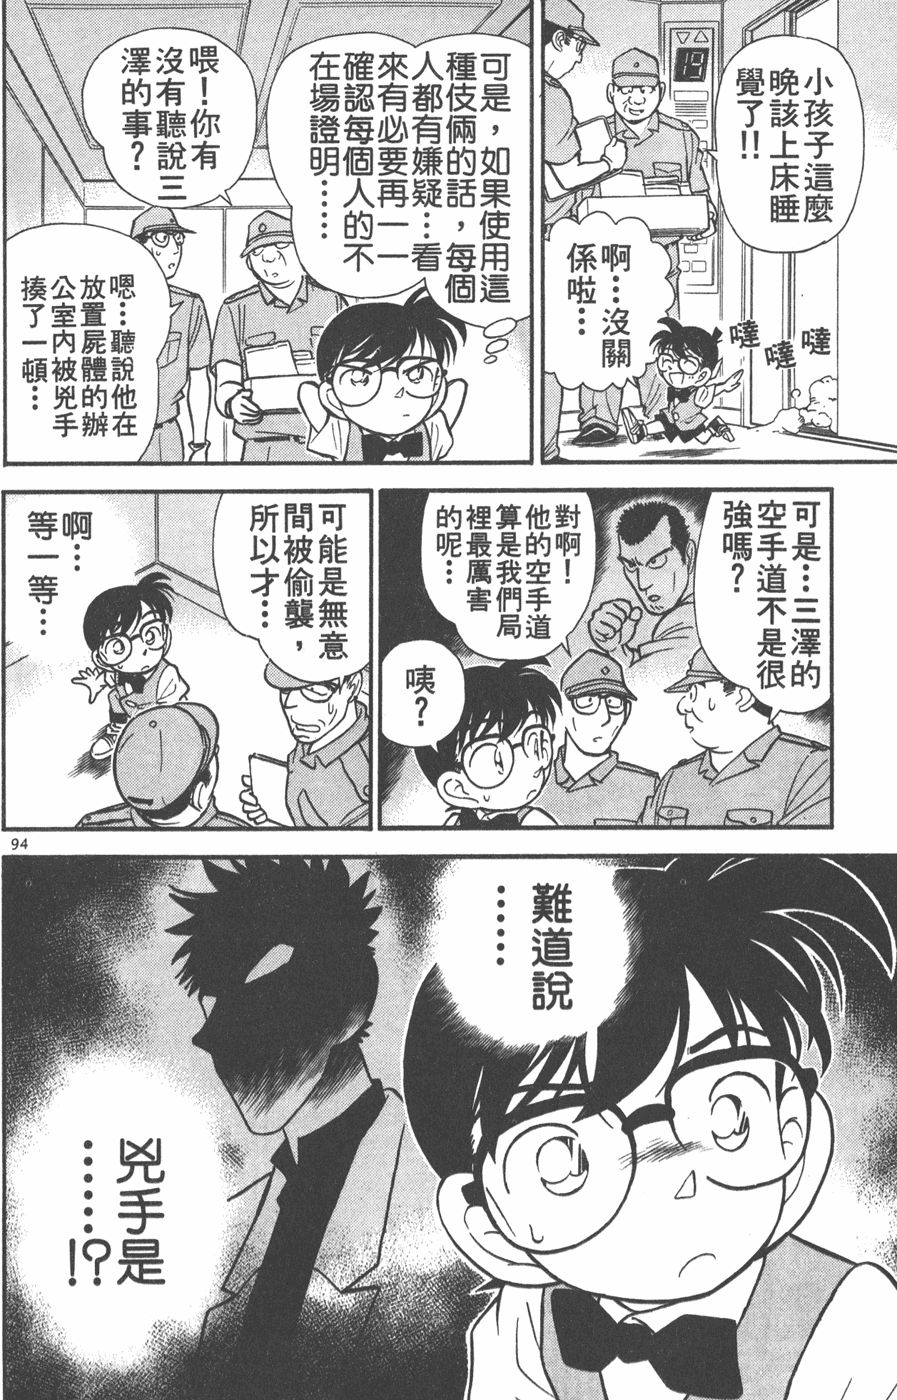 19
小孩子這麼
晚該上床睡
覺了!!
啊…沒關
係啦…
噠
噠
噠
可是，如果使用這
種伎倆的話，每個
人都有嫌疑…看
來有必要再一一
確認每個人的不
在場證明……
喂！你有
沒有聽說三
澤的事？
嗯…聽說他在
放置屍體的辦
公室內被兇手
揍了一頓…
可是…三澤的
空手道不是很
強嗎？
對啊！
他的空手道
算是我們局
裡最厲害
的呢…
咦？
可能是無意
間被偷襲，
所以才…
啊…
等一等…
94
難道說
……
兇手是
……!?